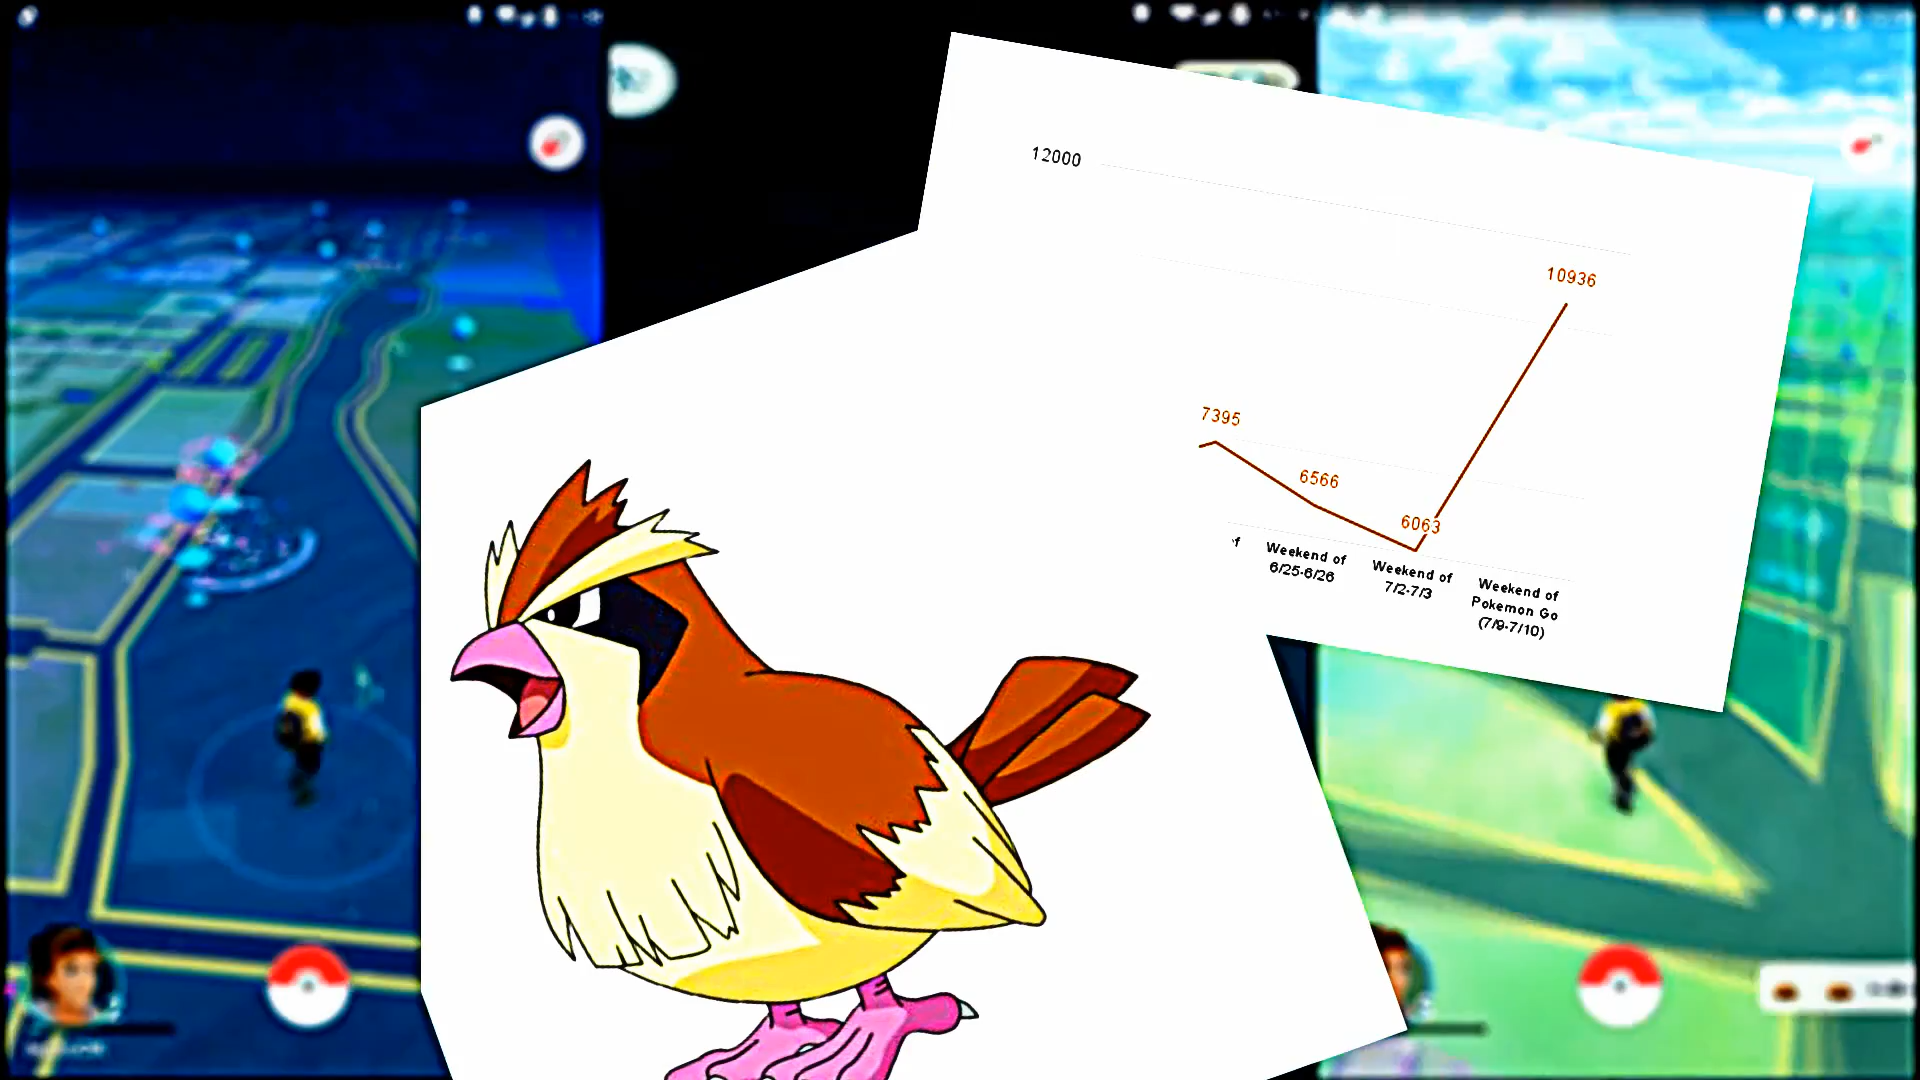 12000
10936
7395
6566
6063
of
Weekend of
6/25-6/26
Weekend of
7/2-7/3
Weekend of
Pokemon Go
(7/9-7/10)